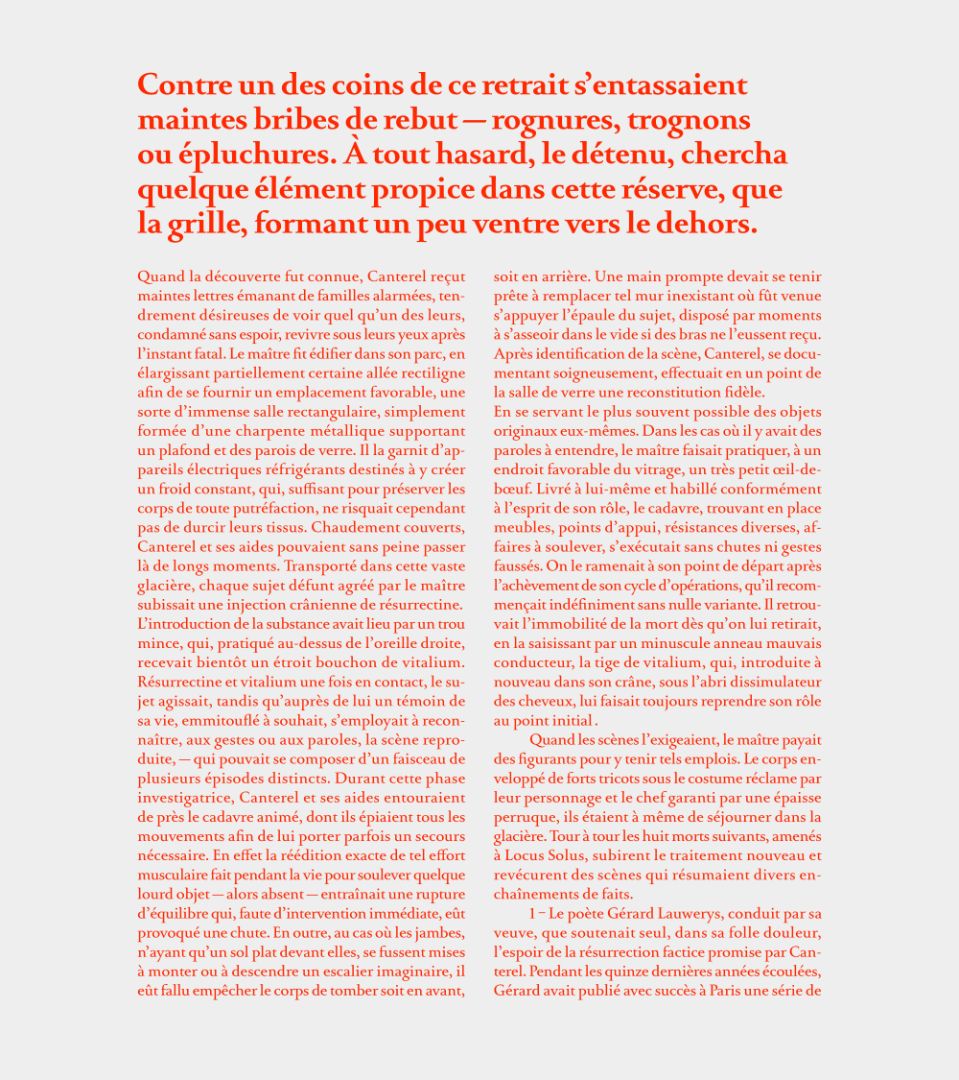 Contre un des coins de ce retrait s’entassaient
maintes bribes de rebut — rognures, trognons
ou épluchures. À tout hasard, le détenu, chercha
quelque élément propice dans cette réserve, que
la grille, formant un peu ventre vers le dehors.
Quand la découverte fut connue, Canterel reçut
maintes lettres émanant de familles alarmées, ten-
drement désireuses de voir quel qu’un des leurs,
condamné sans espoir, revivre sous leurs yeux après
l’instant fatal. Le maître fit édifier dans son parc, en
élargissant partiellement certaine allée rectiligne
afin de se fournir un emplacement favorable, une
sorte d’immense salle rectangulaire, simplement
formée d’une charpente métallique supportant
un plafond et des parois de verre. Il la garnit d’ap-
pareils électriques réfrigérants destinés à y créer
un froid constant, qui, suffisant pour préserver les
corps de toute putréfaction, ne risquait cependant
pas de durcir leurs tissus. Chaudement couverts,
Canterel et ses aides pouvaient sans peine passer
là de longs moments. Transporté dans cette vaste
glacière, chaque sujet défunt agréé par le maître
subissait une injection crânienne de résurrectine.
L’introduction de la substance avait lieu par un trou
mince, qui, pratiqué au-dessus de l’oreille droite,
recevait bientôt un étroit bouchon de vitalium.
Résurrectine et vitalium une fois en contact, le su-
jet agissait, tandis qu’auprès de lui un témoin de
sa vie, emmitouflé à souhait, s’employait à recon-
naître, aux gestes ou aux paroles, la scène repro-
duite, — qui pouvait se composer d’un faisceau de
plusieurs épisodes distincts. Durant cette phase
investigatrice, Canterel et ses aides entouraient
de près le cadavre animé, dont ils épiaient tous les
mouvements afin de lui porter parfois un secours
nécessaire. En effet la réédition exacte de tel effort
musculaire fait pendant la vie pour soulever quelque
lourd objet — alors absent — entraînait une rupture
d’équilibre qui, faute d’intervention immédiate, eût
provoqué une chute. En outre, au cas où les jambes,
n’ayant qu’un sol plat devant elles, se fussent mises
à monter ou à descendre un escalier imaginaire, il
eût fallu empêcher le corps de tomber soit en avant,
soit en arrière. Une main prompte devait se tenir
prête à remplacer tel mur inexistant où fût venue
s’appuyer l’épaule du sujet, disposé par moments
à s’asseoir dans le vide si des bras ne l’eussent reçu.
Après identification de la scène, Canterel, se docu-
mentant soigneusement, effectuait en un point de
la salle de verre une reconstitution fidèle.
En se servant le plus souvent possible des objets
originaux eux-mêmes. Dans les cas où il y avait des
paroles à entendre, le maître faisait pratiquer, à un
endroit favorable du vitrage, un très petit œil-de-
bœuf. Livré à lui-même et habillé conformément
à l’esprit de son rôle, le cadavre, trouvant en place
meubles, points d’appui, résistances diverses, af-
faires à soulever, s’exécutait sans chutes ni gestes
faussés. On le ramenait à son point de départ après
l’achèvement de son cycle d’opérations, qu’il recom-
mençait indéfiniment sans nulle variante. Il retrou-
vait l’immobilité de la mort dès qu’on lui retirait,
en la saisissant par un minuscule anneau mauvais
conducteur, la tige de vitalium, qui, introduite à
nouveau dans son crâne, sous l’abri dissimulateur
des cheveux, lui faisait toujours reprendre son rôle
au point initial.
Quand les scènes l’exigeaient, le maître payait
des figurants pour y tenir tels emplois. Le corps en-
veloppé de forts tricots sous le costume réclame par
leur personnage et le chef garanti par une épaisse
perruque, ils étaient à même de séjourner dans la
glacière. Tour à tour les huit morts suivants, amenés
à Locus Solus, subirent le traitement nouveau et
revécurent des scènes qui résumaient divers en-
chaînements de faits.
1 – Le poète Gérard Lauwerys, conduit par sa
veuve, que soutenait seul, dans sa folle douleur,
l’espoir de la résurrection factice promise par Can-
terel. Pendant les quinze dernières années écoulées,
Gérard avait publié avec succès à Paris une série de